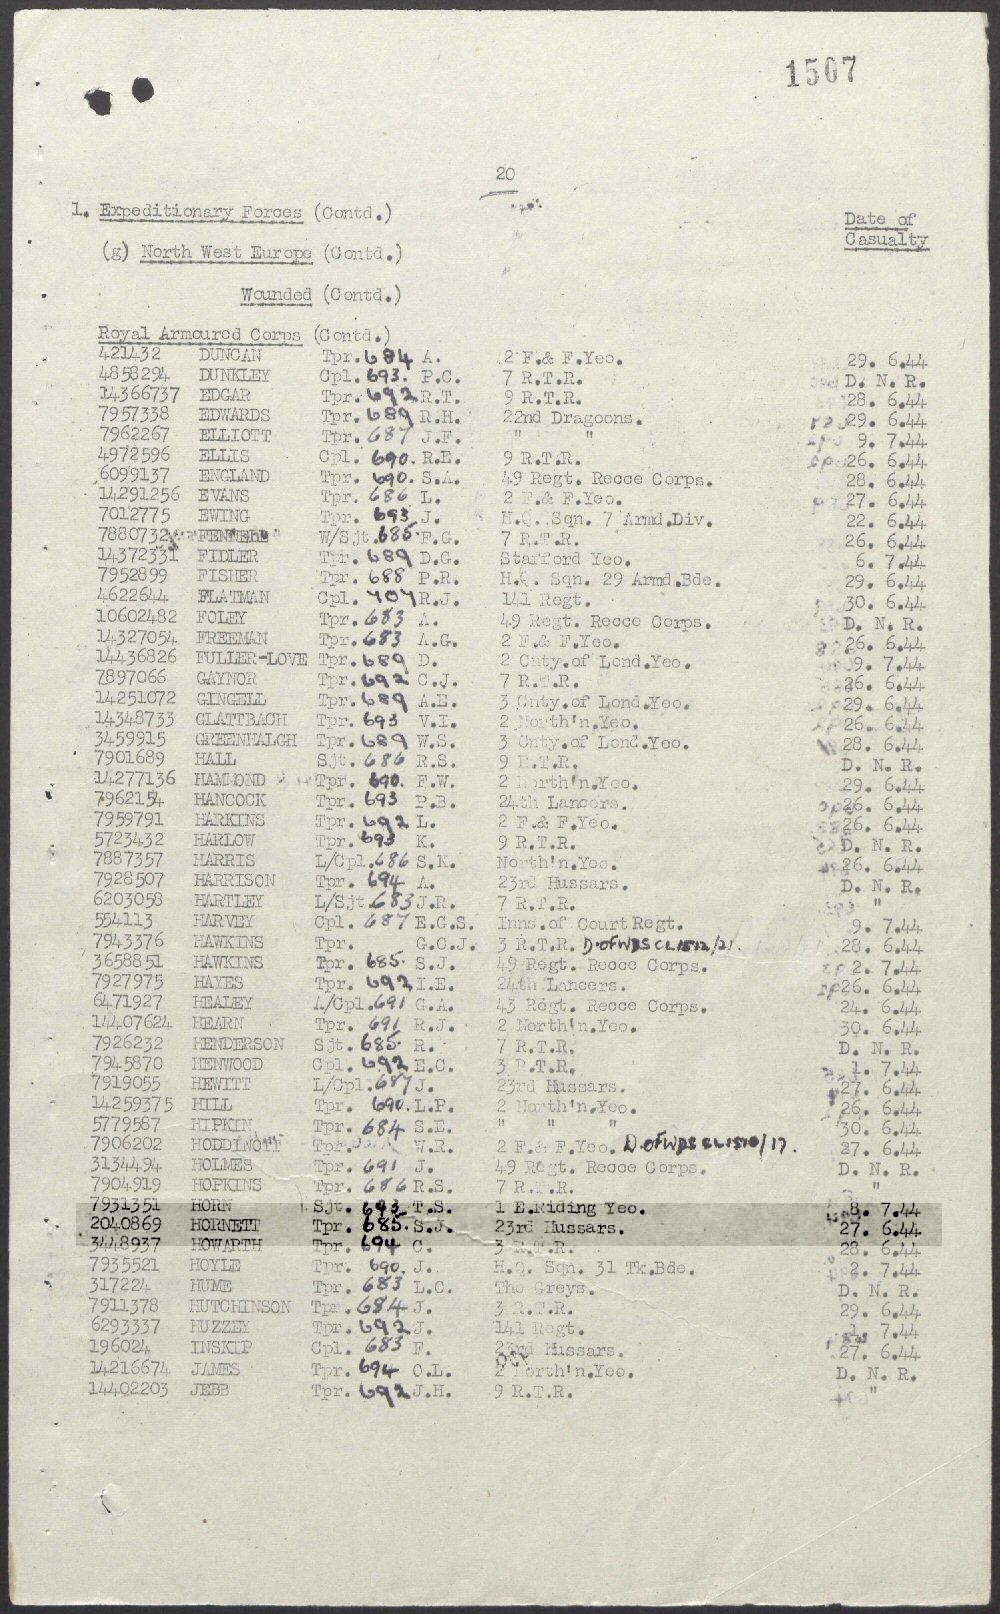 1507
20
1. Expeditionary Forces (Contd.)
Date of
Casualty
(g) North West Europe (Contd.)
Wounded (Contd.)
Royal Armoured Corps (Contd.)
421432 DUNCAN Tpr. 684 A. 2 F.& F.Yeo. 29. 6.44
4858294 DUNKLEY Cpl. 693. P.C. 7 R.T.R. D. N. R.
14366737 EDGAR Tpr. 692 R.T. 9 R.T.R. 28. 6.44
7957338 EDWARDS Tpr. 689 R.H. 22nd Dragoons. 29. 6.44
7962267 ELLIOTT Tpr. 687 J.F. " " 9. 7.44
4972596 ELLIS Cpl. 690. R.E. 9 R.T.R. 26. 6.44
6099137 ENGLAND Tpr. 690. S.A. 49 Regt. Recce Corps. 28. 6.44
14291256 EVANS Tpr. 686 L. 2 F.& F.Yeo. 27. 6.44
7012775 EWING Tpr. 693 J. H.Q. Sqn. 7 Armd.Div. 22. 6.44
7880732 W/Sjt. 685 F.G. 7 R.T.R. 26. 6.44
14372331 FIDLER Tpr. 689 D.G. Stafford Yeo. 6. 7.44
7952899 FISHER Tpr. 688 P.R. H.Q. Sqn. 29 Armd.Bde. 29. 6.44
4622644 FLATMAN Cpl. 707 R.J. 141 Regt. 30. 6.44
10602482 FOLEY Tpr. 683 A. 49 Regt. Recce Corps. D. N. R.
14327054 FREEMAN Tpr. 683 A.G. 2 F.& F.Yeo. 26. 6.44
14436826 FULLER-LOVE Tpr. 689 D. 2 Cnty.of Lond.Yeo. 9. 7.44
7897066 GAYNOR Tpr. 692 C.J. 7 R.T.R. 26. 6.44
14251072 GINGELL Tpr. 689 A.E. 3 Cnty.of Lond.Yeo. 29. 6.44
14348733 GLATTBACH Tpr. 693 V.I. 2 North'n.Yeo. 26. 6.44
3459915 GREENHALGH Tpr. 689 W.S. 3 Cnty.of Lond.Yeo. 28. 6.44
7901689 HALL Sjt. 686 R.S. 9 R.T.R. D. N. R.
14277136 HAMMOND Tpr. 690. F.W. 2 North'n.Yeo. 29. 6.44
7962154 HANCOCK Tpr. 693 P.B. 24th Lancers. 26. 6.44
7959791 HARKINS Tpr. 692 L. 2 F.& F.Yeo. 26. 6.44
5723432 HARLOW Tpr. 693 K. 9 R.T.R. D. N. R.
7887357 HARRIS L/Cpl. 686 S.K. North'n.Yeo. 26. 6.44
7928507 HARRISON Tpr. 694 A. 23rd Hussars. D. N. R.
6203058 HARTLEY L/Sjt. 683 J.R. 7 R.T.R. "
554113 HARVEY Cpl. 687 E.G.S. Inns.of Court Regt. 9. 7.44
7943376 HAWKINS Tpr. G.C.J. 3 R.T.R. D.OFWDS CL1512/21. 28. 6.44
3658851 HAWKINS Tpr. 685. S.J. 49 Regt. Recce Corps. 2. 7.44
7927975 HAYES Tpr. 692 I.E. 24th Lancers. 26. 6.44
6471927 HEALEY A/Cpl. 691 G.A. 43 Regt. Recce Corps. 24. 6.44
14407624 HEARN Tpr. 691 R.J. 2 North'n.Yeo. 30. 6.44
7926232 HENDERSON Sjt. 685. R. 7 R.T.R. D. N. R.
7945870 HENWOOD Cpl. 692 E.C. 3 R.T.R. 1. 7.44
7919055 HEWITT L/Cpl. 687 J. 23rd Hussars. 27. 6.44
14259375 HILL Tpr. 690. L.P. 2 North'n.Yeo. 26. 6.44
5779587 HIPKIN Tpr. 684 S.E. " " " 30. 6.44
7906202 HODDINOTT Tpr. W.R. 2 F.& F.Yeo. D.OFWDS CL1510/17. 27. 6.44
3134494 HOLMES Tpr. 691 J. 49 Regt. Recce Corps. D. N. R.
7904919 HOPKINS Tpr. 686 R.S. 7 R.T.R. "
7931351 HORN Sjt. 693 T.S. 1 E.Riding Yeo. 8. 7.44
2040869 HORNETT Tpr. 685. S.J. 23rd Hussars. 27. 6.44
3448937 HOWARTH Tpr. 694 C. 3 R.T.R. 28. 6.44
7935521 HOYLE Tpr. 690. J. H.Q. Sqn. 31 Tk.Bde. 2. 7.44
317224 HUME Tpr. 683 L.C. The Greys. D. N. R.
7911378 HUTCHINSON Tpr. 684 J. 3 R.T.R. 29. 6.44
6293337 HUZZEY Tpr. 692 J. 141 Regt. 7.44
196024 INSKIP Cpl. 683 F. 23rd Hussars. 27. 6.44
14216674 JAMES Tpr. 694 O.L. 2 North'n.Yeo. D. N. R.
14402203 JEBB Tpr. 692 J.H. 9 R.T.R. "